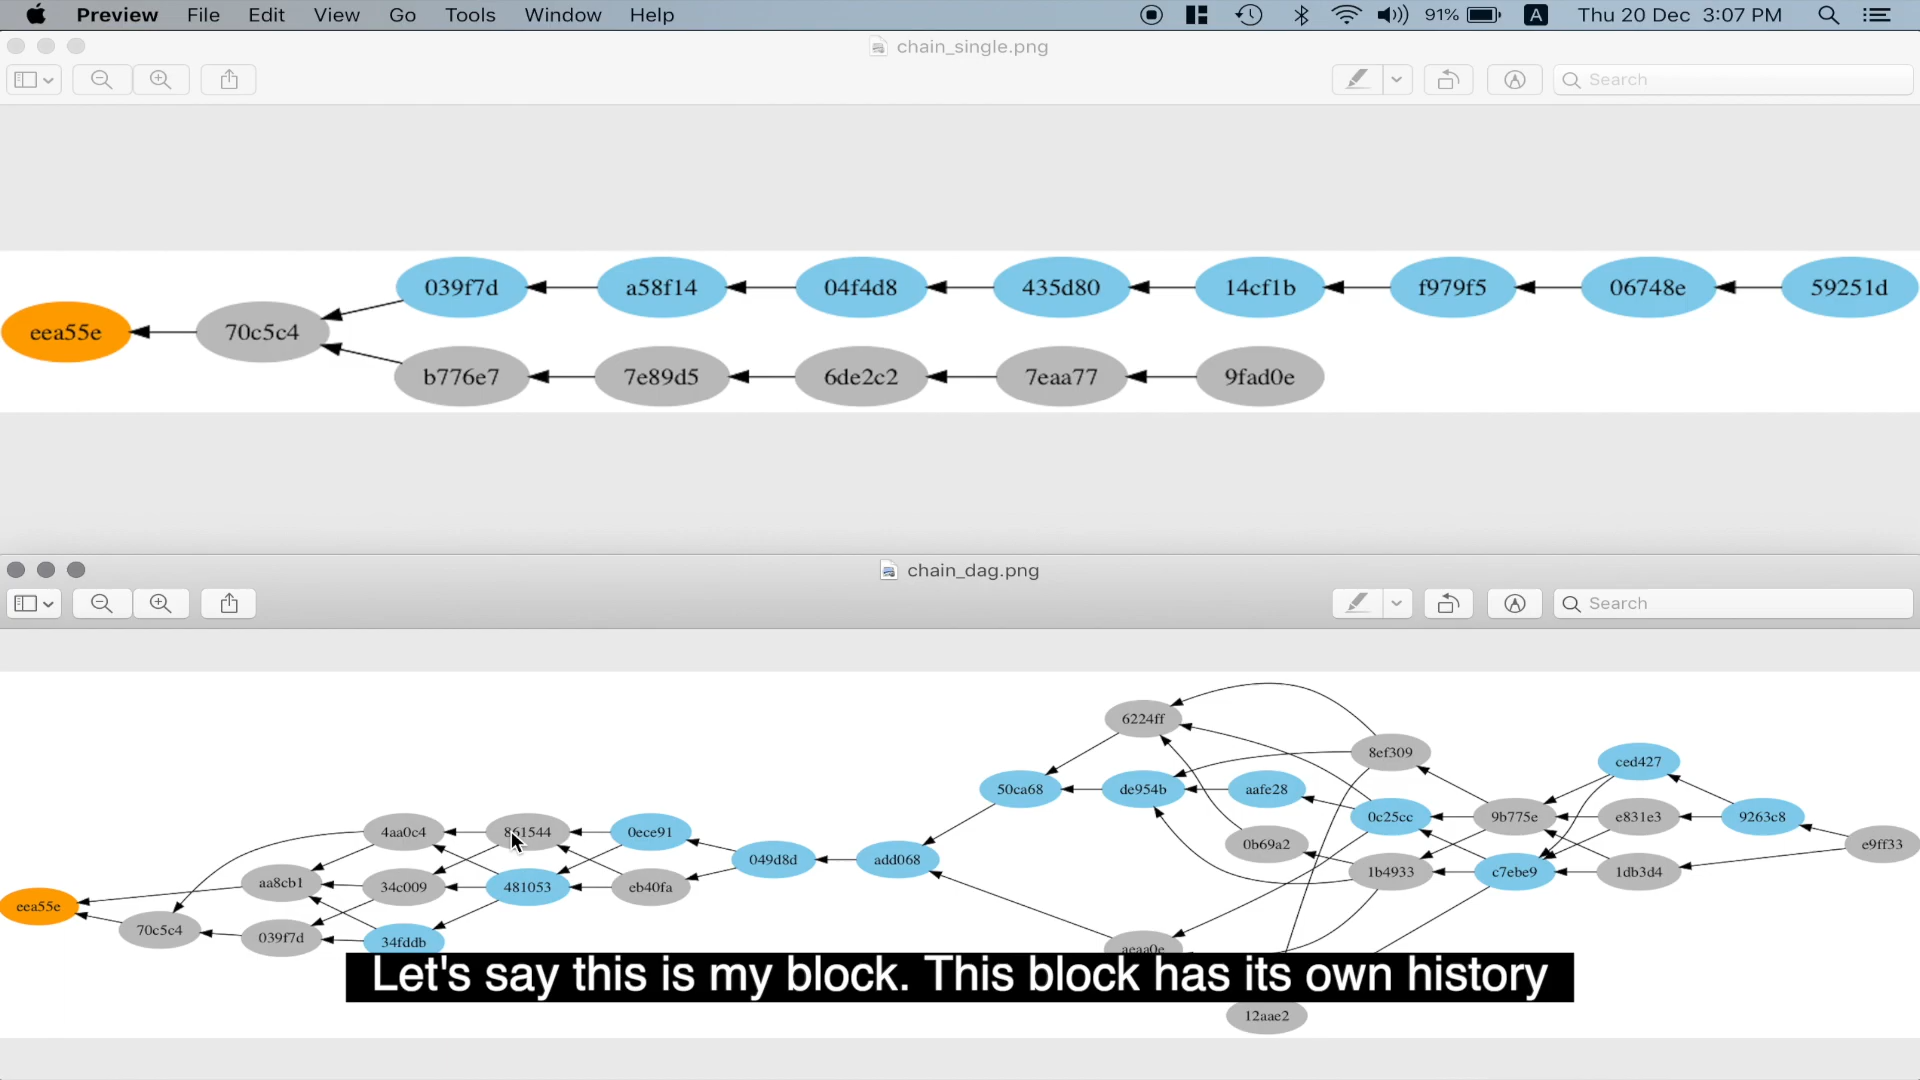 Preview File Edit View Go Tools Window Help 91% A Thu 20 Dec 3:07 PM
chain_single.png
Search
039f7d a58f14 04f4d8 435d80 14cf1b f979f5 06748e 59251d
eea55e 70c5c4
b776e7 7e89d5 6de2c2 7eaa77 9fad0e
chain_dag.png
Search
6224ff
8ef309
ced427
50ca68 de954b aafe28
0c25cc 9b775e e831e3 9263c8
4aa0c4 861544 0ece91
0b69a2 e9ff33
049d8d add068
1b4933 c7ebe9 1db3d4
aa8cb1 34c009 481053 eb40fa
eea55e
70c5c4 039f7d 34fddb
aeaa0e
Let's say this is my block. This block has its own history
12aae2